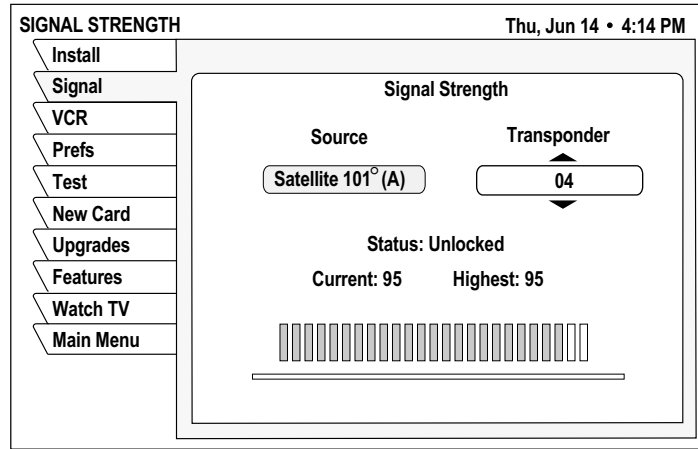 SIGNAL STRENGTH
Thu, Jun 14 • 4:14 PM
Install
Signal
VCR
Prefs
Test
New Card
Upgrades
Features
Watch TV
Main Menu
Signal Strength
Source
Transponder
Satellite 101° (A)
04
Status: Unlocked
Current: 95 Highest: 95